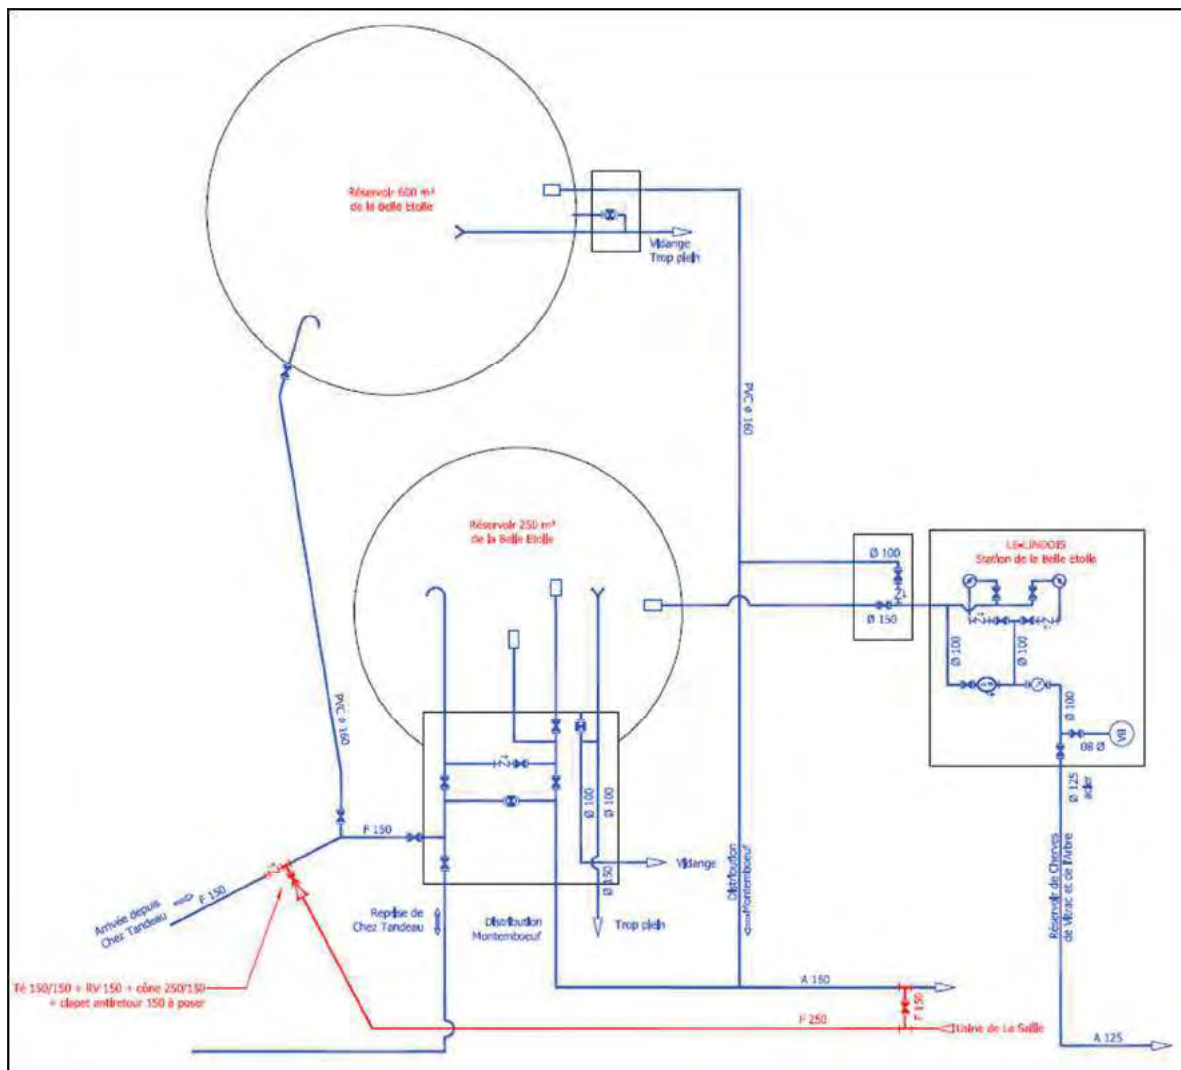 Réservoir 600 m³
de la Belle Etoile
Vidange
Trop plein
PVC ø 160
Réservoir 250 m³
de la Belle Etoile
Ø 100
Ø 150
LE-LINDOIS
Station de la Belle Etoile
Ø 100
Ø 100
Ø 100
Ø 80
BA
Ø 125
acier
PVC ø 160
F 150
Ø 100
Ø 100
Ø 150
Vidange
Trop plein
Arrivée depuis
Chez Tandeau
F 150
Reprise de
Chez Tandeau
Distribution
Montemboeuf
Distribution
Montemboeuf
Réservoir de Cherves
de Vitrac et de l'Arbre
Té 150/150 + RV 150 + cône 250/150
+ clapet antiretour 150 à poser
A 150
F 150
F 250
Usine de La Saille
A 125